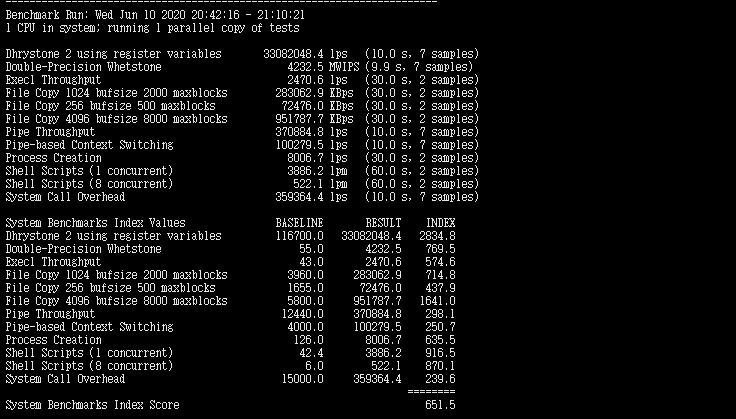 ------------------------------------------------------------------------
Benchmark Run: Wed Jun 10 2020 20:42:16 - 21:10:21
1 CPU in system; running 1 parallel copy of tests

Dhrystone 2 using register variables       33082048.4 lps   (10.0 s, 7 samples)
Double-Precision Whetstone                     4232.5 MWIPS (9.9 s, 7 samples)
Execl Throughput                               2470.6 lps   (30.0 s, 2 samples)
File Copy 1024 bufsize 2000 maxblocks        283062.9 KBps  (30.0 s, 2 samples)
File Copy 256 bufsize 500 maxblocks           72476.0 KBps  (30.0 s, 2 samples)
File Copy 4096 bufsize 8000 maxblocks        951787.7 KBps  (30.0 s, 2 samples)
Pipe Throughput                              370884.8 lps   (10.0 s, 7 samples)
Pipe-based Context Switching                 100279.5 lps   (10.0 s, 7 samples)
Process Creation                               8006.7 lps   (30.0 s, 2 samples)
Shell Scripts (1 concurrent)                   3886.2 lpm   (60.0 s, 2 samples)
Shell Scripts (8 concurrent)                    522.1 lpm   (60.0 s, 2 samples)
System Call Overhead                         359364.4 lps   (10.0 s, 7 samples)

System Benchmarks Index Values               BASELINE       RESULT    INDEX
Dhrystone 2 using register variables         116700.0   33082048.4   2834.8
Double-Precision Whetstone                       55.0       4232.5    769.5
Execl Throughput                                 43.0       2470.6    574.6
File Copy 1024 bufsize 2000 maxblocks          3960.0     283062.9    714.8
File Copy 256 bufsize 500 maxblocks            1655.0      72476.0    437.9
File Copy 4096 bufsize 8000 maxblocks          5800.0     951787.7   1641.0
Pipe Throughput                               12440.0     370884.8    298.1
Pipe-based Context Switching                   4000.0     100279.5    250.7
Process Creation                                126.0       8006.7    635.5
Shell Scripts (1 concurrent)                     42.4       3886.2    916.5
Shell Scripts (8 concurrent)                      6.0        522.1    870.1
System Call Overhead                          15000.0     359364.4    239.6
                                                                   ========
System Benchmarks Index Score                                         651.5